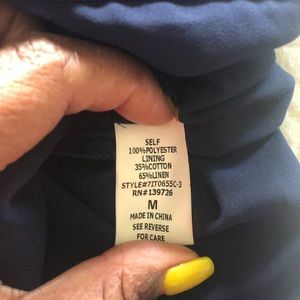 SELF
100%POLYESTER
LINING
35%COTTON
65%LINEN
STYLE#7IT0655C-3
RN#139726
M
MADE IN CHINA
SEE REVERSE
FOR CARE